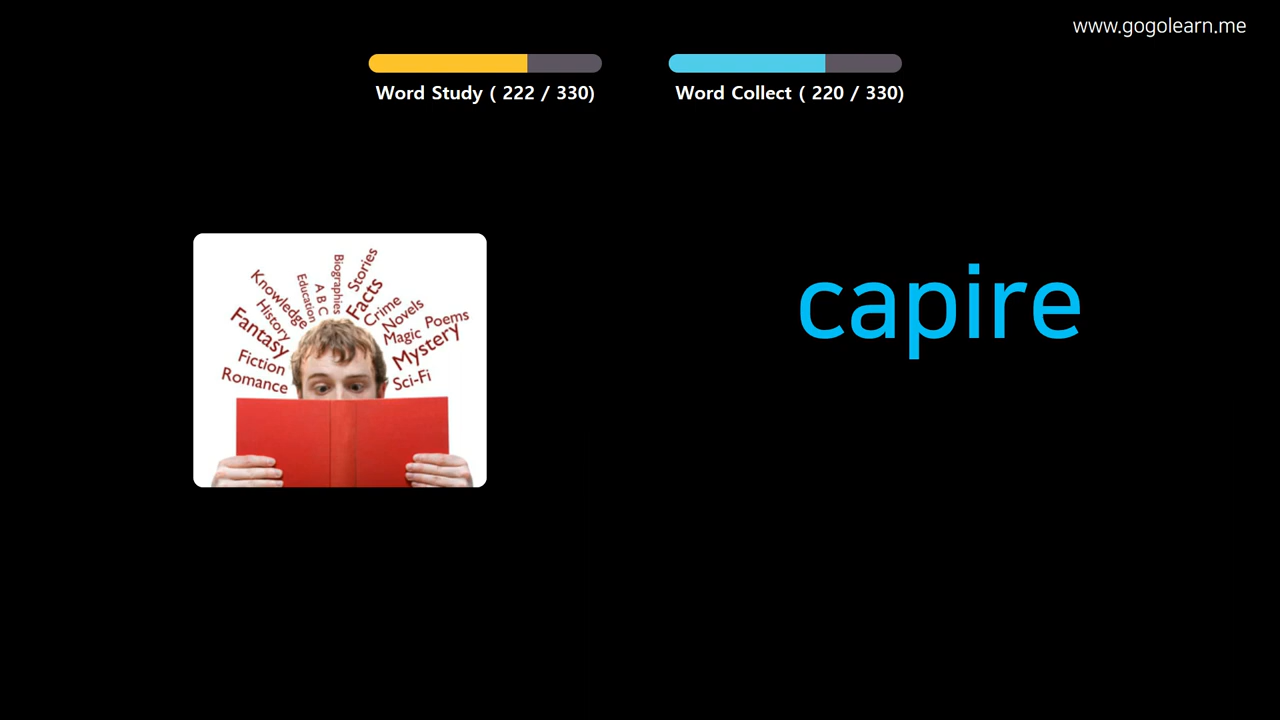 www.gogolearn.me
Word Study ( 222 / 330)
Word Collect ( 220 / 330)
capire
Stories
Biographies
Facts
Knowledge
Education
A B C
Crime
History
Novels
Fantasy
Poems
Magic
Mystery
Fiction
Romance
Sci-Fi